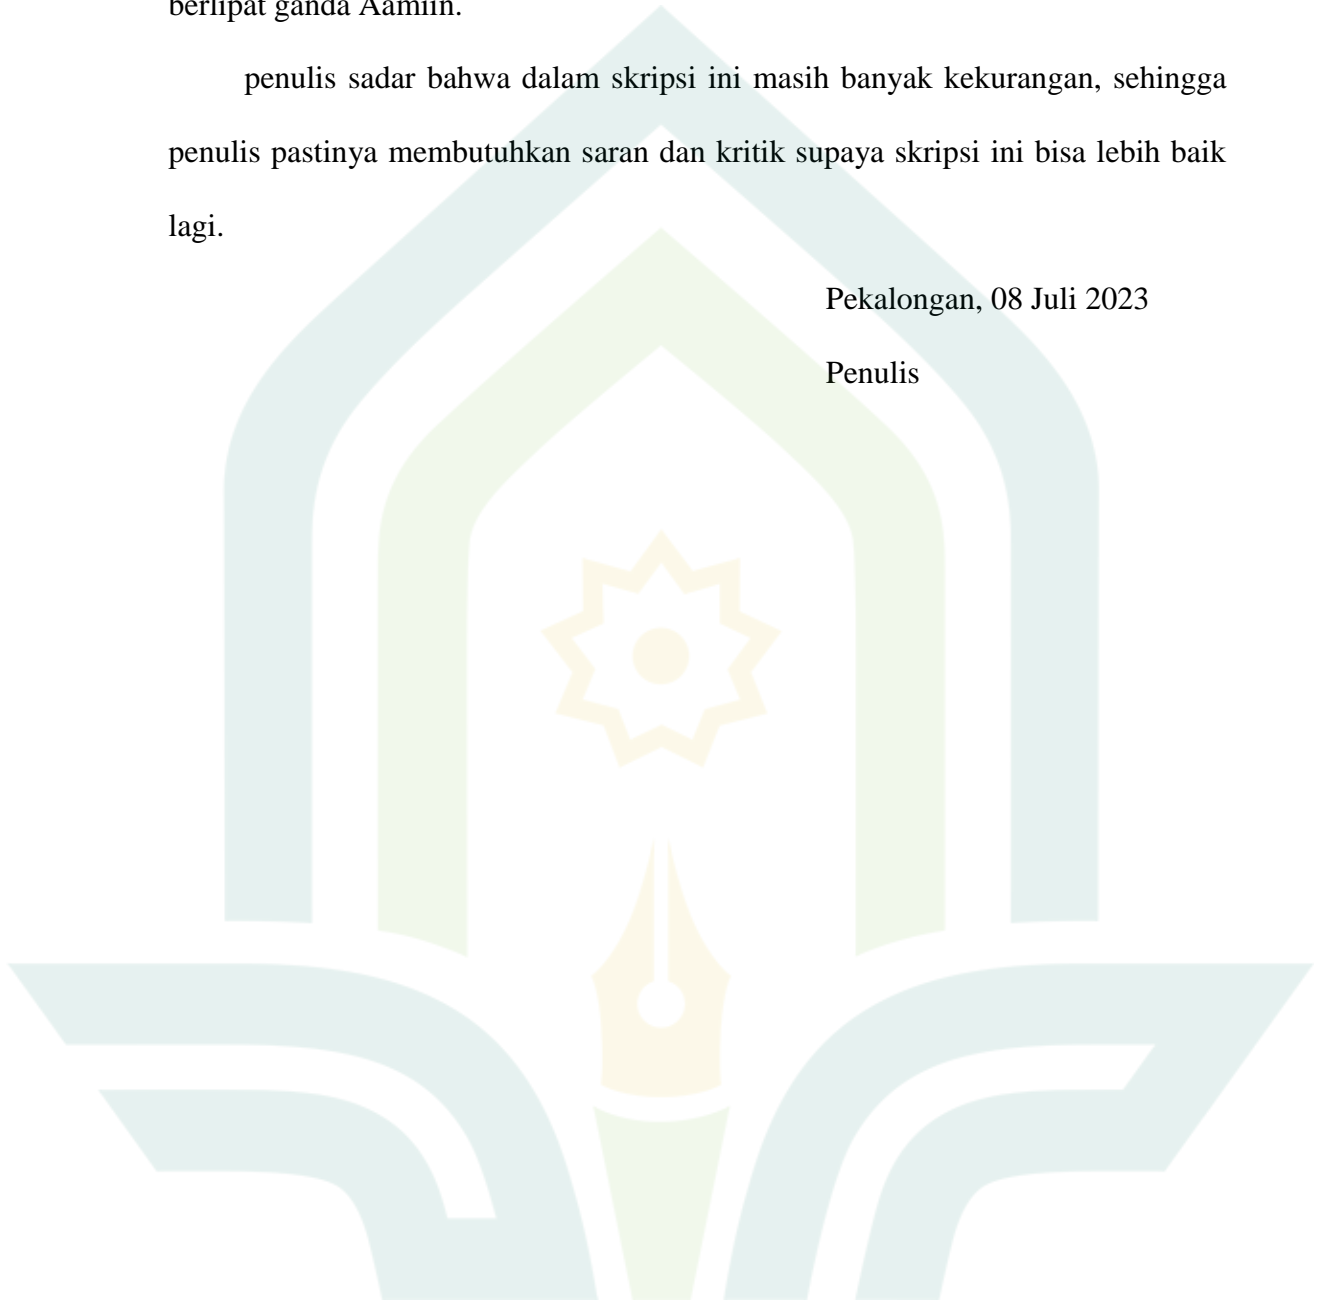 berlipat ganda Aamiin.
penulis sadar bahwa dalam skripsi ini masih banyak kekurangan, sehingga
penulis pastinya membutuhkan saran dan kritik supaya skripsi ini bisa lebih baik
lagi.
Pekalongan, 08 Juli 2023
Penulis